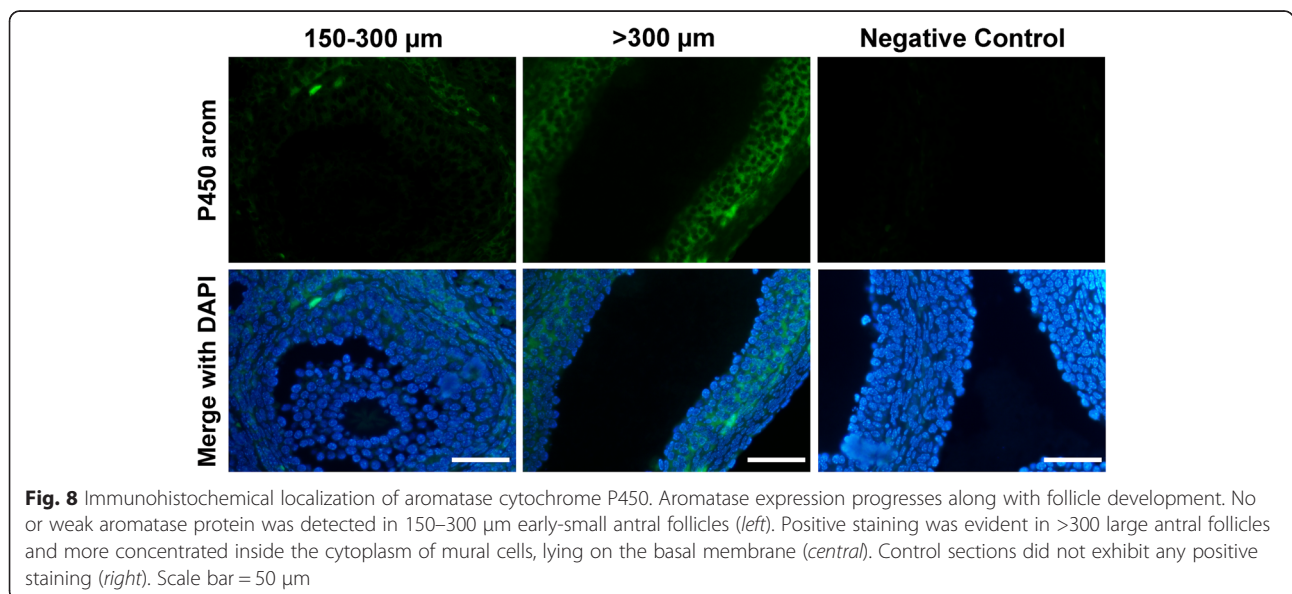 150-300 µm
>300 µm
Negative Control
P450 arom
Merge with DAPI
Fig. 8 Immunohistochemical localization of aromatase cytochrome P450. Aromatase expression progresses along with follicle development. No
or weak aromatase protein was detected in 150–300 µm early-small antral follicles (left). Positive staining was evident in >300 large antral follicles
and more concentrated inside the cytoplasm of mural cells, lying on the basal membrane (central). Control sections did not exhibit any positive
staining (right). Scale bar = 50 µm